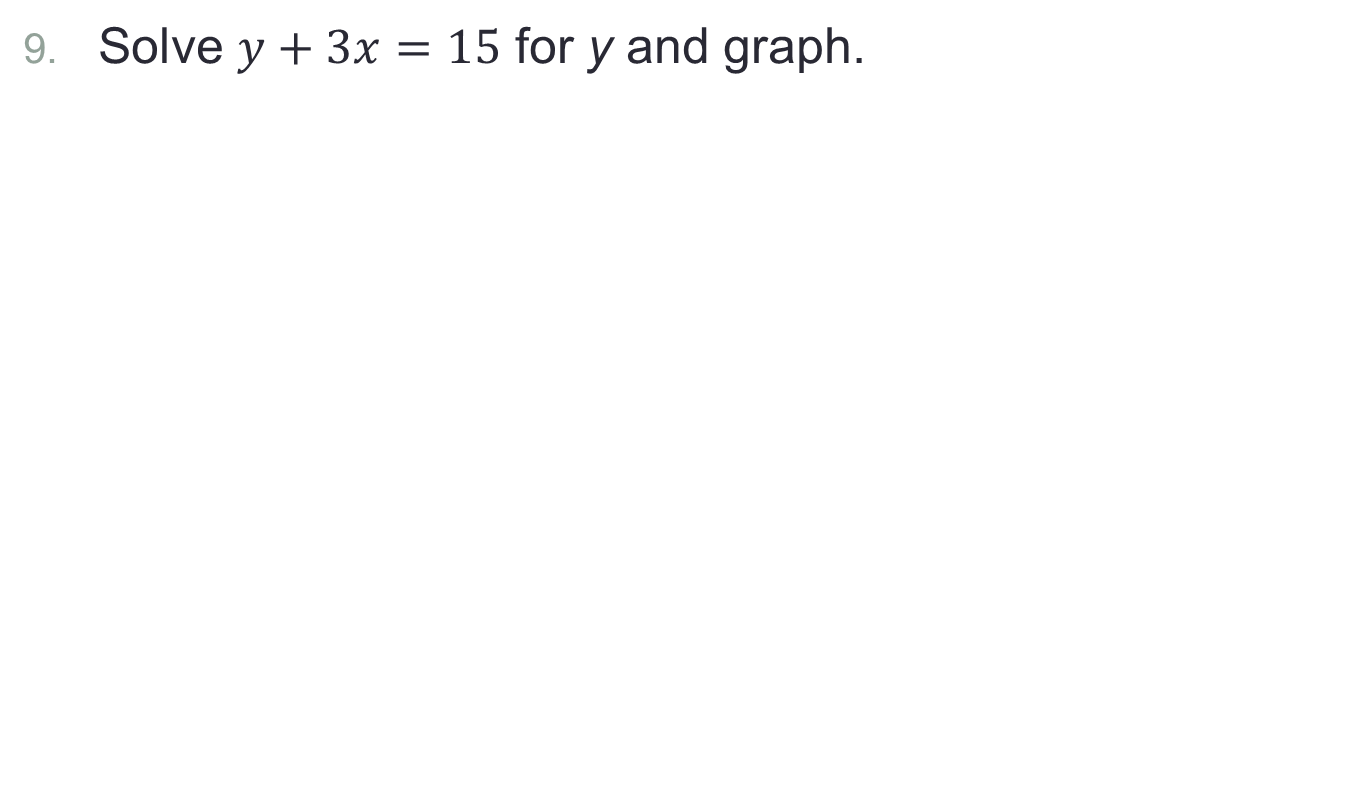 9. Solve y + 3x = 15 for y and graph.